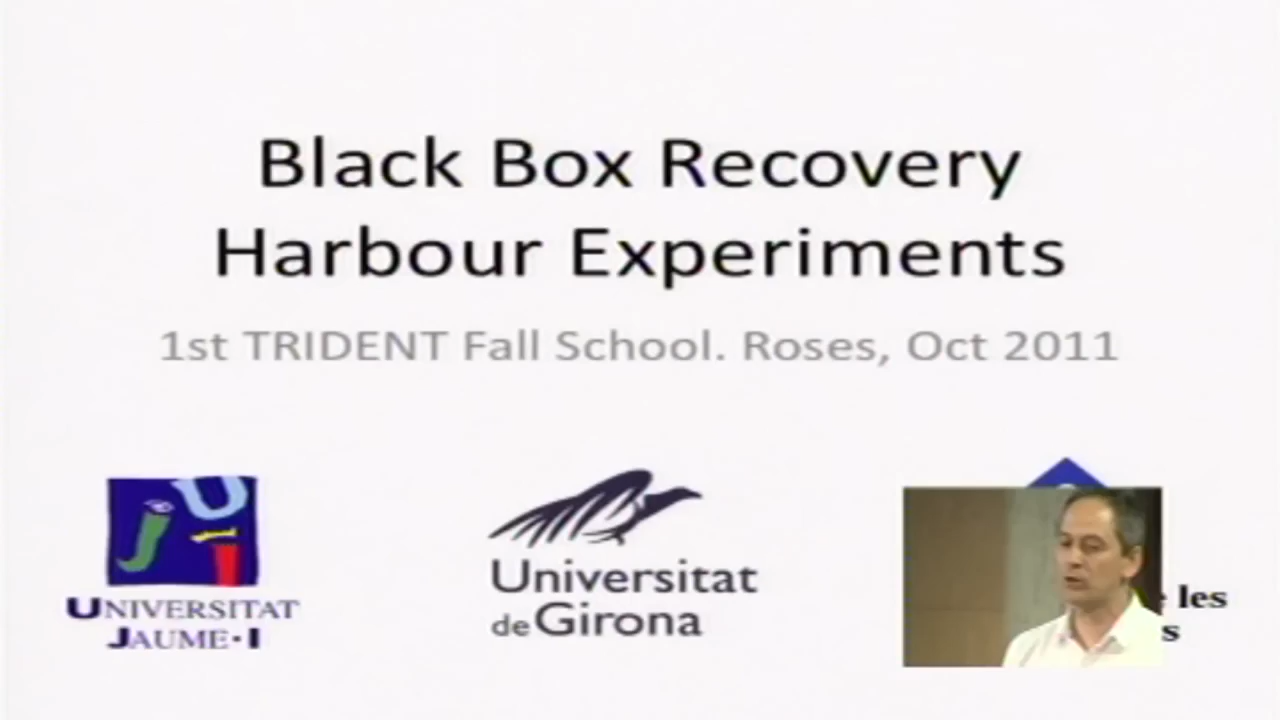 Black Box Recovery
Harbour Experiments
1st TRIDENT Fall School. Roses, Oct 2011
UNIVERSITAT
JAUME·I
Universitat
de Girona
les